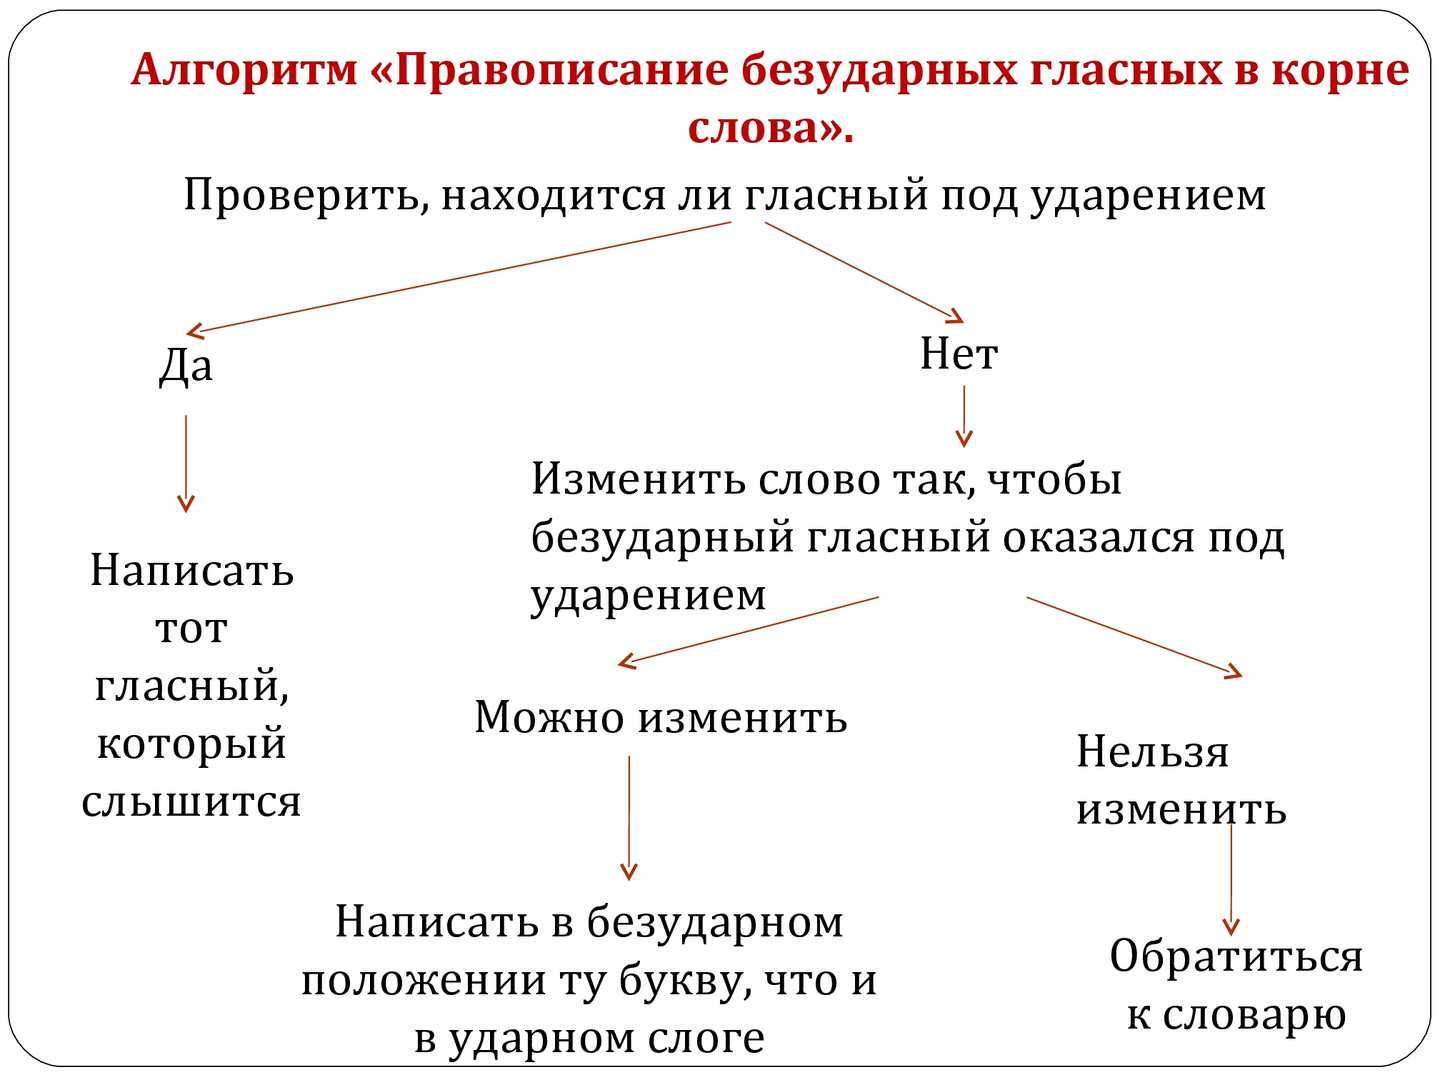 Алгоритм «Правописание безударных гласных в корне
слова».
Проверить, находится ли гласный под ударением
Да
Нет
Написать
тот
гласный,
который
слышится
Изменить слово так, чтобы
безударный гласный оказался под
ударением
Можно изменить
Нельзя
изменить
Написать в безударном
положении ту букву, что и
в ударном слоге
Обратиться
к словарю